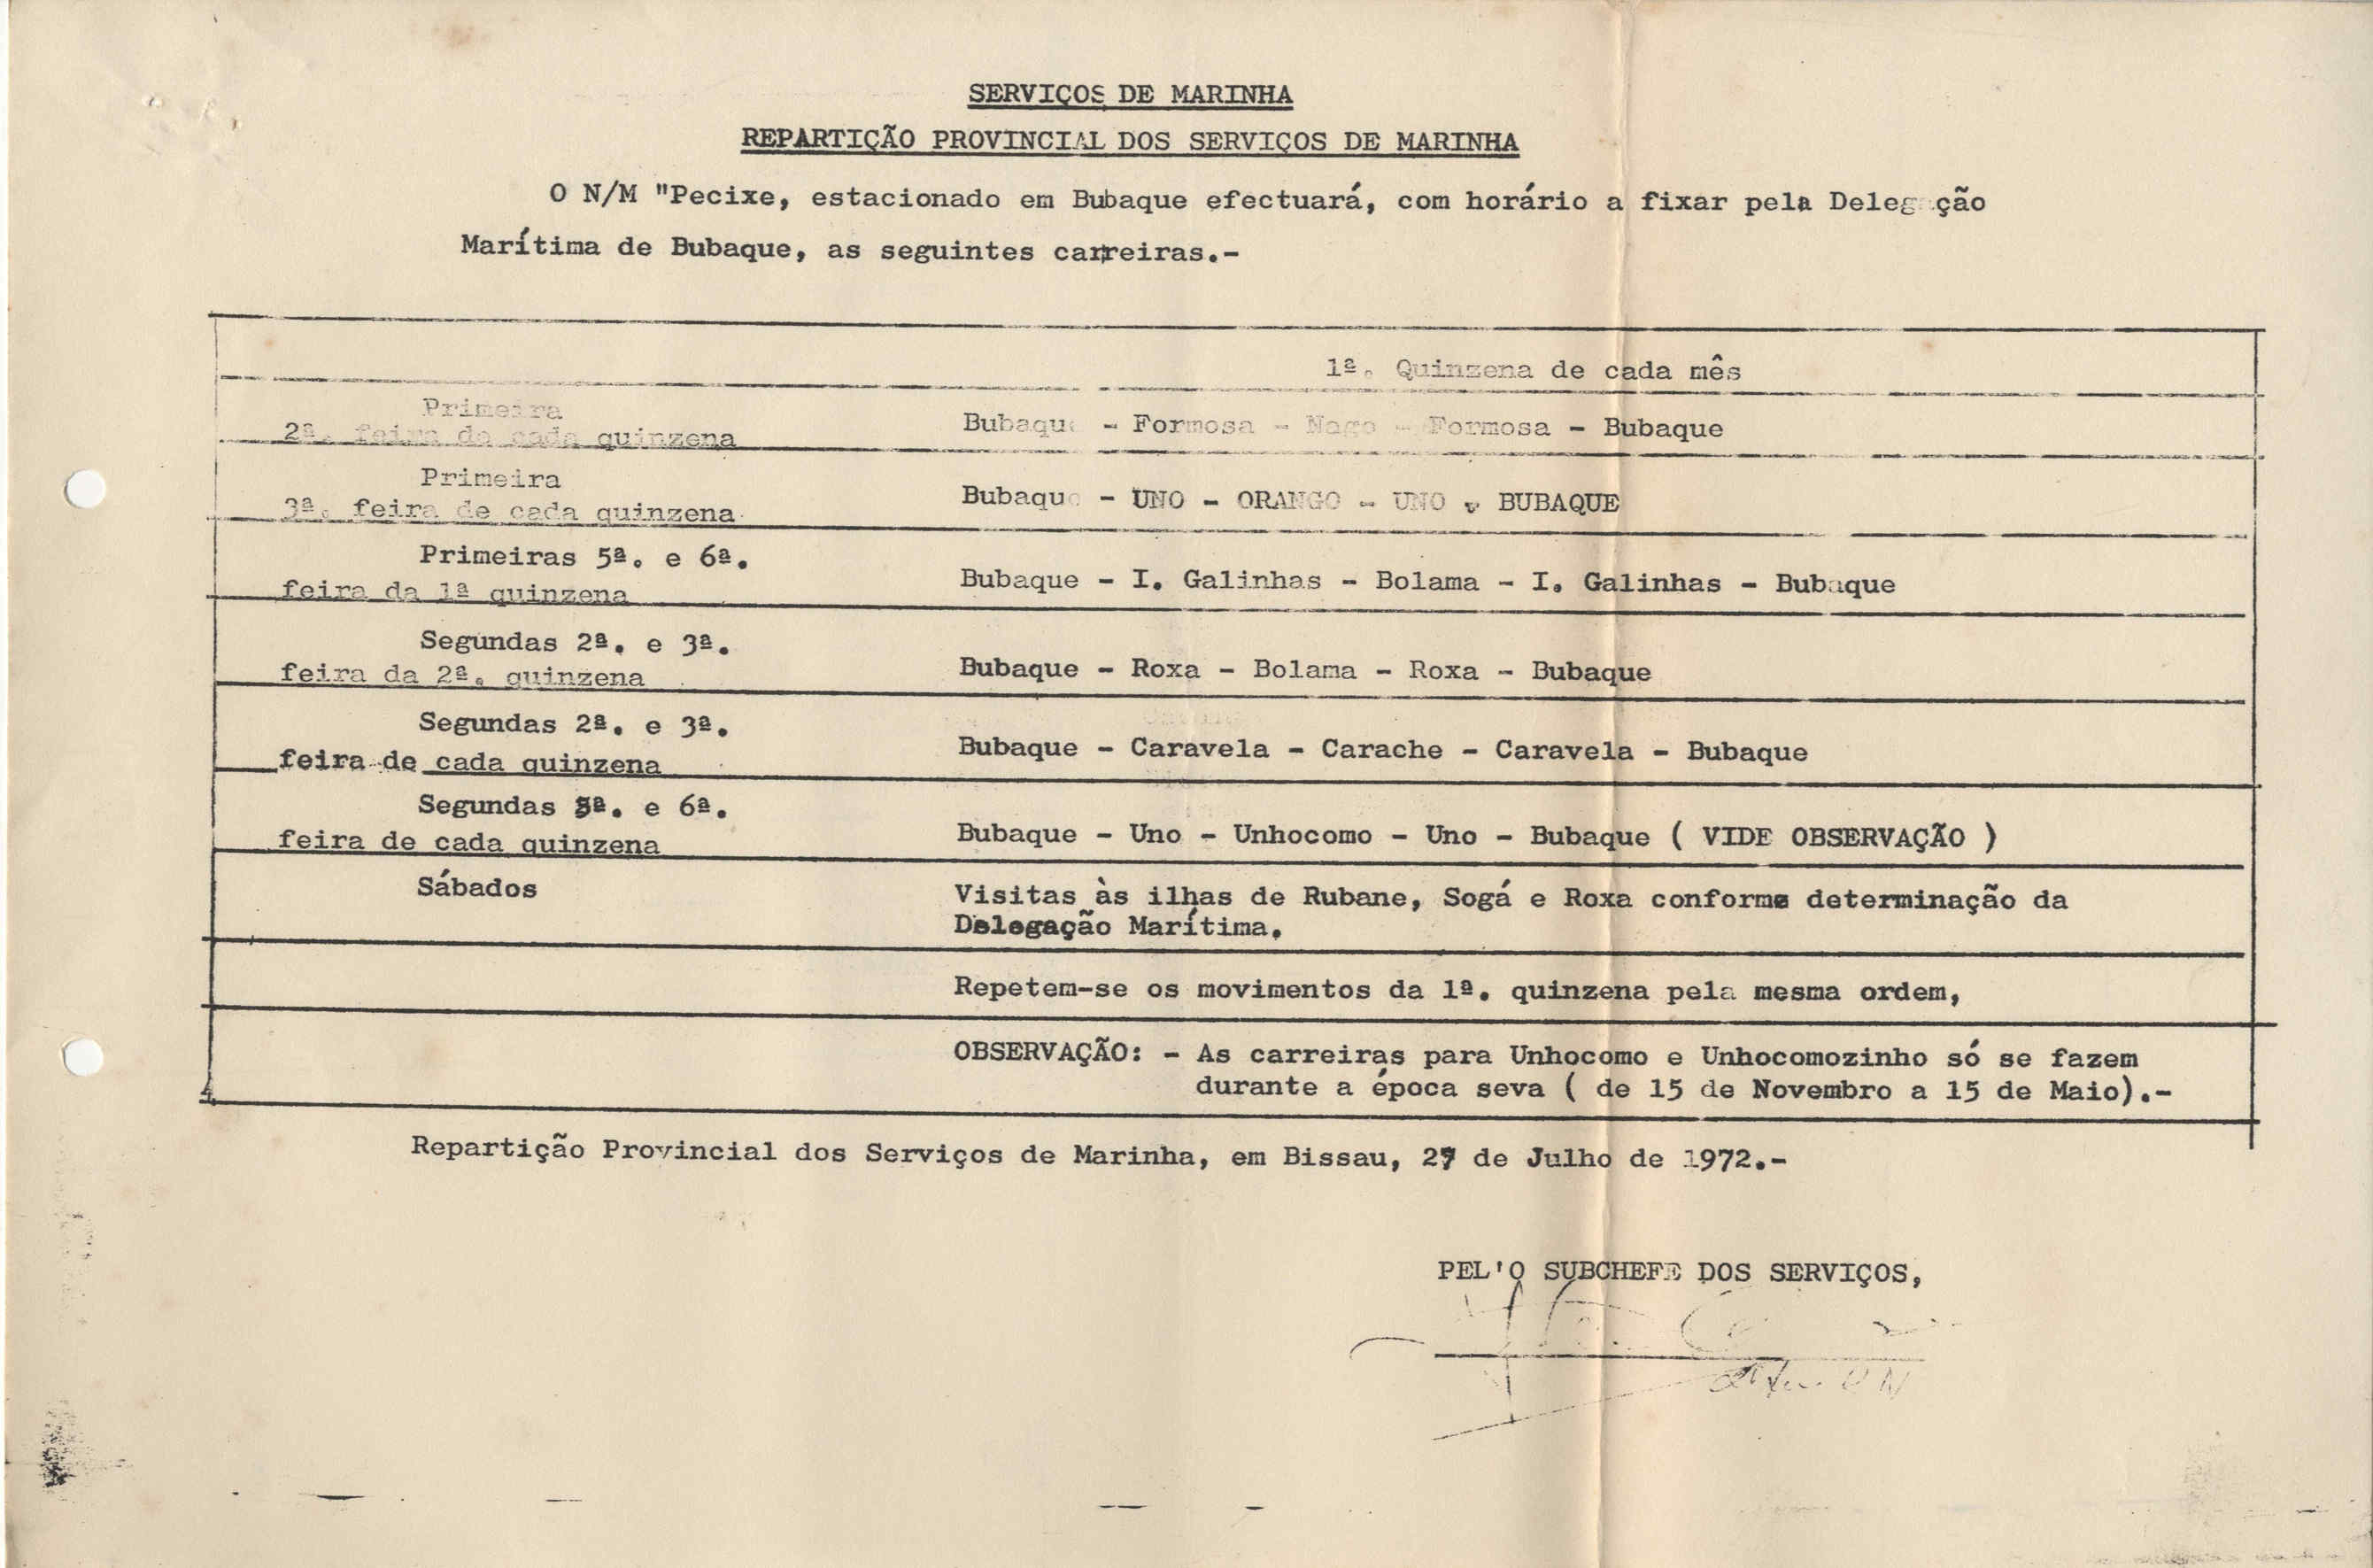 SERVIÇOS DE MARINHA
REPARTIÇÃO PROVINCIAL DOS SERVIÇOS DE MARINHA
O N/M "Pecixe, estacionado em Bubaque efectuará, com horário a fixar pela Delegação
Marítima de Bubaque, as seguintes carreiras.-
1ª. Quinzena de cada mês
Primeira
2ª. feira de cada quinzena
Bubaque - Formosa - Nago - Formosa - Bubaque
Primeira
3ª. feira de cada quinzena
Bubaque - UNO - ORANGO - UNO - BUBAQUE
Primeiras 5ª. e 6ª.
feira da 1ª quinzena
Bubaque - I. Galinhas - Bolama - I. Galinhas - Bubaque
Segundas 2ª. e 3ª.
feira da 2ª. quinzena
Bubaque - Roxa - Bolama - Roxa - Bubaque
Segundas 2ª. e 3ª.
feira de cada quinzena
Bubaque - Caravela - Carache - Caravela - Bubaque
Segundas 5ª. e 6ª.
feira de cada quinzena
Bubaque - Uno - Unhocomo - Uno - Bubaque ( VIDE OBSERVAÇÃO )
Sábados
Visitas às ilhas de Rubane, Sogá e Roxa conforme determinação da
Delegação Marítima.
Repetem-se os movimentos da 1ª. quinzena pela mesma ordem,
OBSERVAÇÃO: - As carreiras para Unhocomo e Unhocomozinho só se fazem
durante a época seva ( de 15 de Novembro a 15 de Maio).-
Repartição Provincial dos Serviços de Marinha, em Bissau, 27 de Julho de 1972.-
PEL'O SUBCHEFE DOS SERVIÇOS,